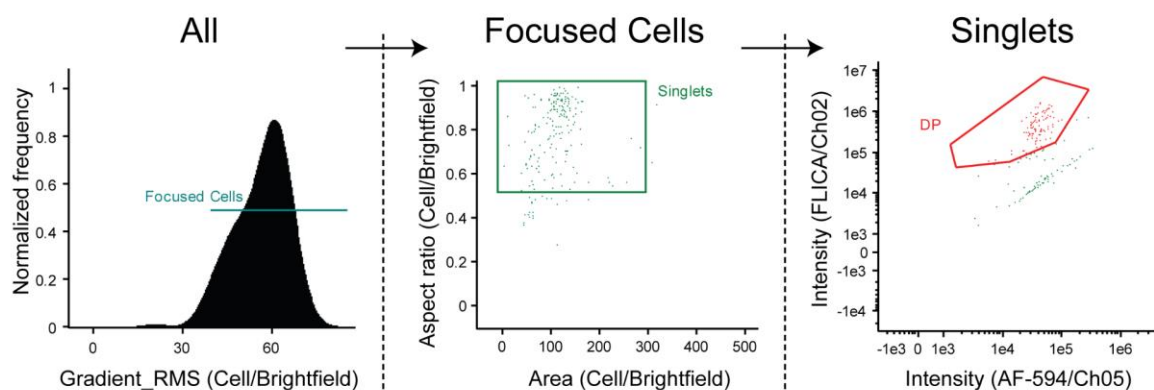 All
Focused Cells
Singlets
Normalized frequency
1
0.8
0.6
0.4
0.2
0
Focused Cells
0
30
60
Gradient_RMS (Cell/Brightfield)
Aspect ratio (Cell/Brightfield)
1
0.8
0.6
0.4
0.2
0
Singlets
0
100
200
300
400
500
Area (Cell/Brightfield)
Intensity (FLICA/Ch02)
1e7
1e6
1e5
1e4
1e3
0
-1e3
-1e4
DP
-1e3
0
1e3
1e4
1e5
1e6
Intensity (AF-594/Ch05)